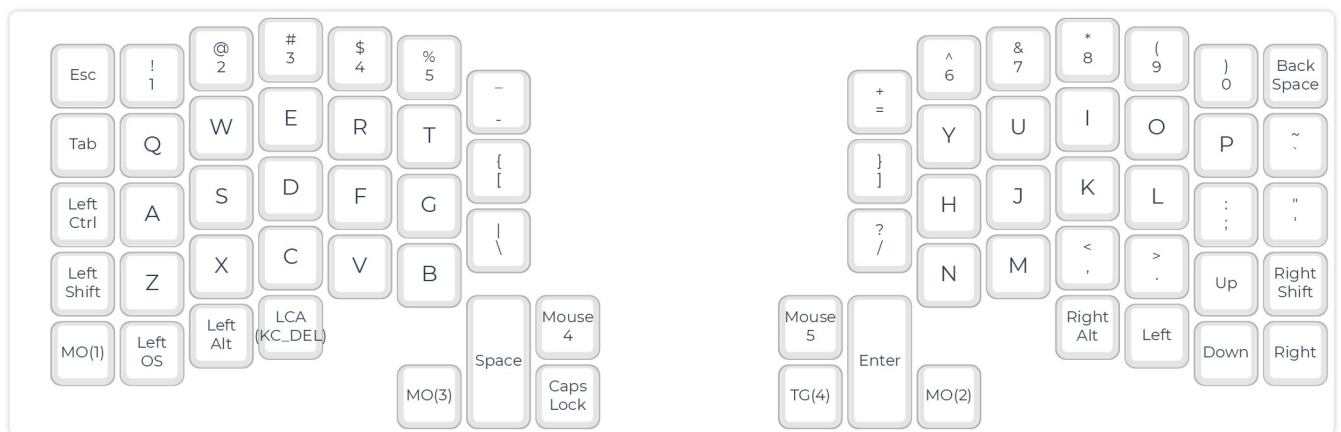 Esc
!
1
@
2
#
3
$
4
%
5
_
-
+
=
^
6
&
7
*
8
(
9
)
0
Back
Space
Tab
Q
W
E
R
T
{
[
}
]
Y
U
I
O
P
~
`
Left
Ctrl
A
S
D
F
G
|
\
?
/
H
J
K
L
:
;
"
'
Left
Shift
Z
X
C
V
B
N
M
<
,
>
.
Up
Right
Shift
MO(1)
Left
OS
Left
Alt
LCA
(KC_DEL)
Space
Mouse
4
Mouse
5
Enter
Right
Alt
Left
Down
Right
MO(3)
Caps
Lock
TG(4)
MO(2)